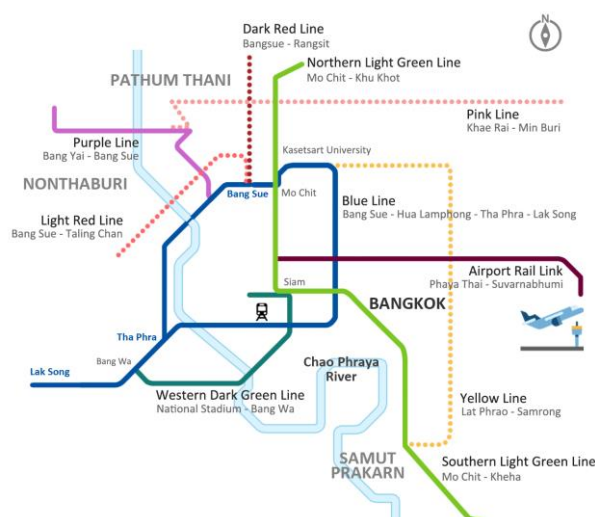 N
Dark Red Line
Bangsue - Rangsit
Northern Light Green Line
Mo Chit - Khu Khot
PATHUM THANI
Pink Line
Khae Rai - Min Buri
Purple Line
Bang Yai - Bang Sue
Kasetsart University
NONTHABURI
Bang Sue
Mo Chit
Blue Line
Bang Sue - Hua Lamphong - Tha Phra - Lak Song
Light Red Line
Bang Sue - Taling Chan
Airport Rail Link
Phaya Thai - Suvarnabhumi
Siam
BANGKOK
Tha Phra
Bang Wa
Lak Song
Chao Phraya
River
Western Dark Green Line
National Stadium - Bang Wa
Yellow Line
Lat Phrao - Samrong
SAMUT
PRAKARN
Southern Light Green Line
Mo Chit - Kheha